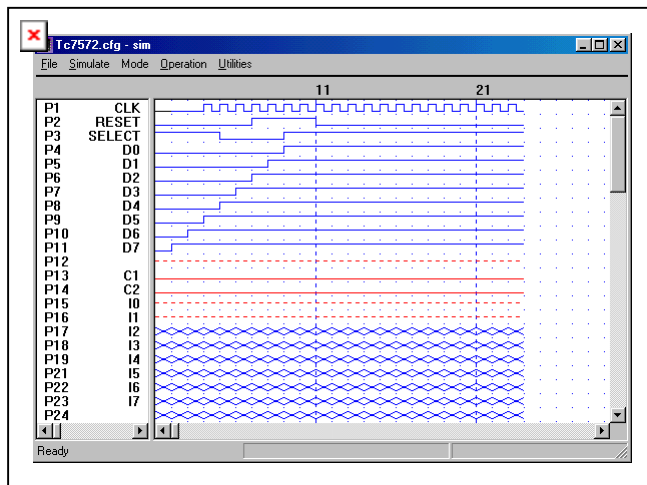 Tc7572.cfg - sim
File Simulate Mode Operation Utilities
11 21
P1 CLK
P2 RESET
P3 SELECT
P4 D0
P5 D1
P6 D2
P7 D3
P8 D4
P9 D5
P10 D6
P11 D7
P12
P13 C1
P14 C2
P15 I0
P16 I1
P17 I2
P18 I3
P19 I4
P21 I5
P22 I6
P23 I7
P24
Ready